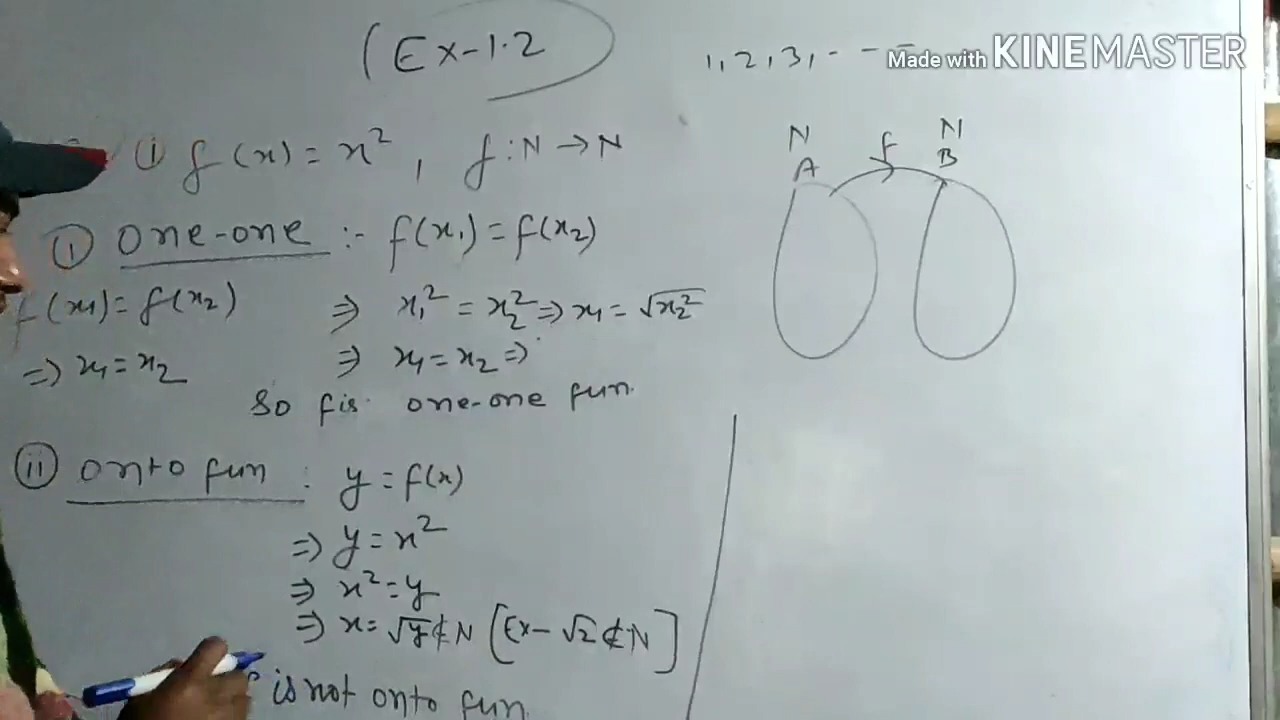 (Ex-1.2
1, 2, 3, - - -
Made with KINEMASTER
(i) f(x) = x², f : N → N
(i) one-one :- f(x₁) = f(x₂)
f(x₁) = f(x₂) ⇒ x₁² = x₂² ⇒ x₁ = √x₂²
⇒ x₁ = x₂ ⇒ x₁ = x₂ ⇒
So f is one-one fun.
(ii) onto fun : y = f(x)
⇒ y = x²
⇒ x² = y
⇒ x = √y ∉ N [Ex- √2 ∉ N]
is not onto fun
N f N
A B